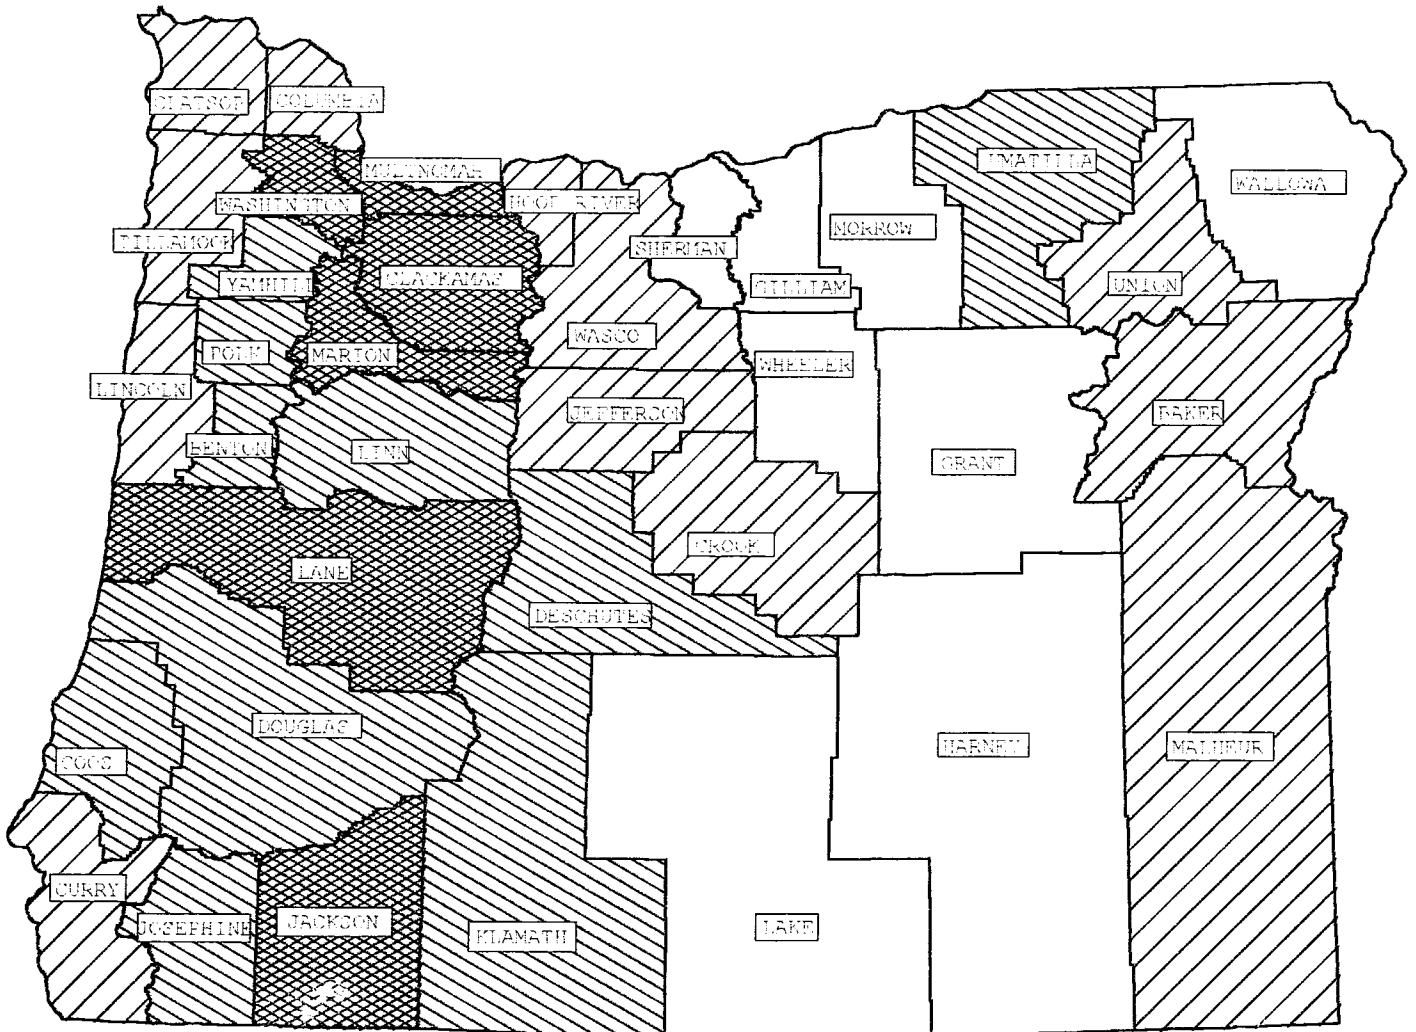 CLATSOP
COLUMBIA
MULTNOMAH
UMATILLA
WALLOWA
WASHINGTON
HOOD RIVER
TILLAMOOK
SHERMAN
MORROW
YAMHILL
CLACKAMAS
GILLIAM
UNION
POLK
MARION
WASCO
WHEELER
LINCOLN
JEFFERSON
BAKER
BENTON
LINN
GRANT
CROOK
LANE
DESCHUTES
DOUGLAS
COOS
HARNEY
MALHEUR
CURRY
JOSEPHINE
JACKSON
KLAMATH
LAKE